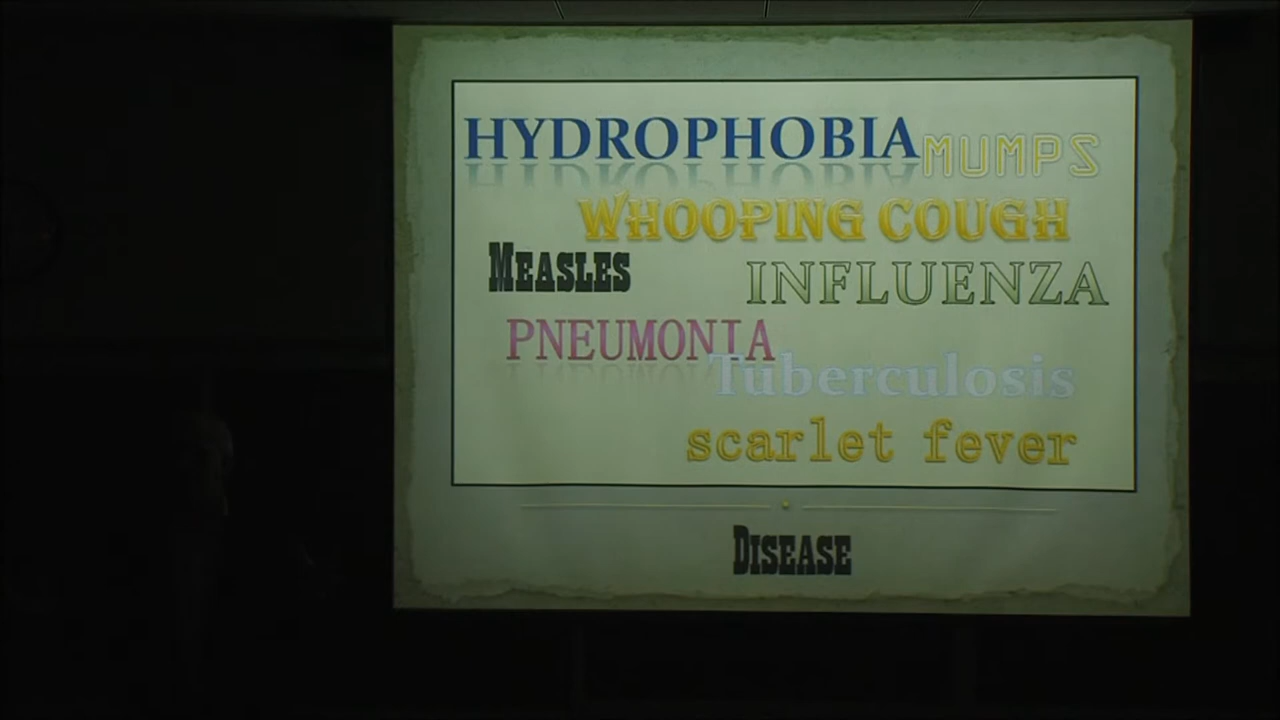 HYDROPHOBIA MUMPS
WHOOPING COUGH
MEASLES
INFLUENZA
PNEUMONIA
Tuberculosis
scarlet fever
DISEASE